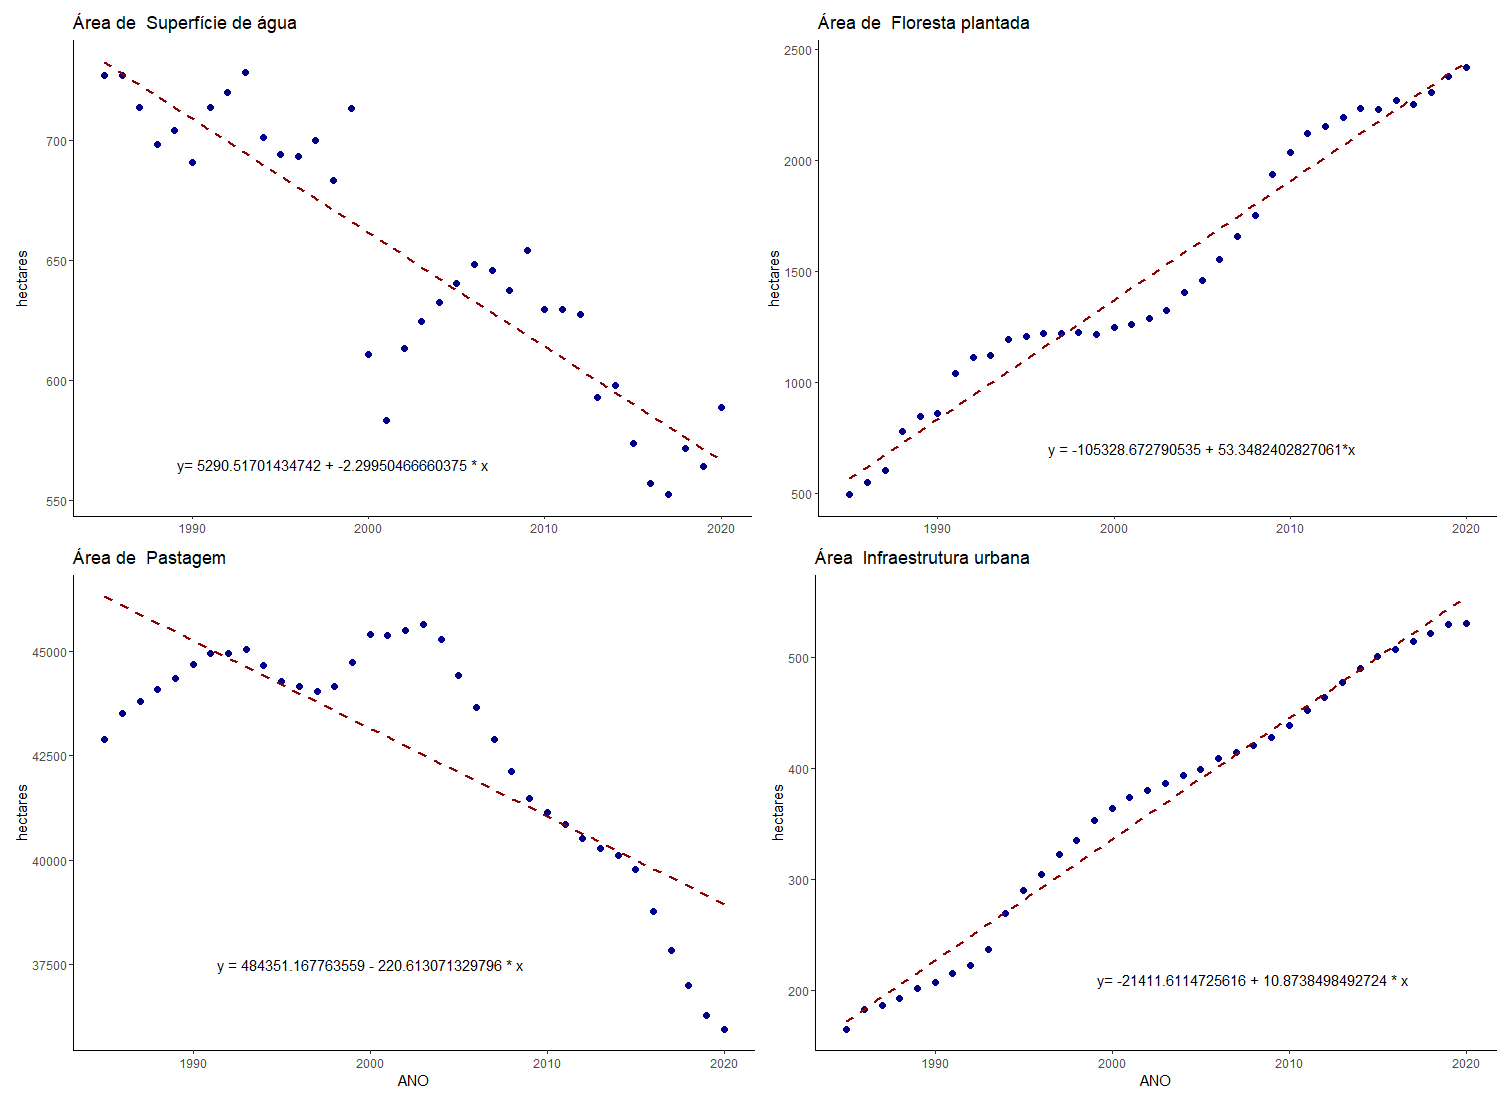 Área de  Superfície de água
hectares
700
650
600
550
y= 5290.51701434742 + -2.29950466660375 * x
1990
2000
2010
2020
Área de  Floresta plantada
hectares
2500
2000
1500
1000
500
y = -105328.672790535 + 53.3482402827061*x
1990
2000
2010
2020
Área de  Pastagem
hectares
45000
42500
40000
37500
y = 484351.167763559 - 220.613071329796 * x
1990
2000
2010
2020
ANO
Área  Infraestrutura urbana
hectares
500
400
300
200
y= -21411.6114725616 + 10.8738498492724 * x
1990
2000
2010
2020
ANO